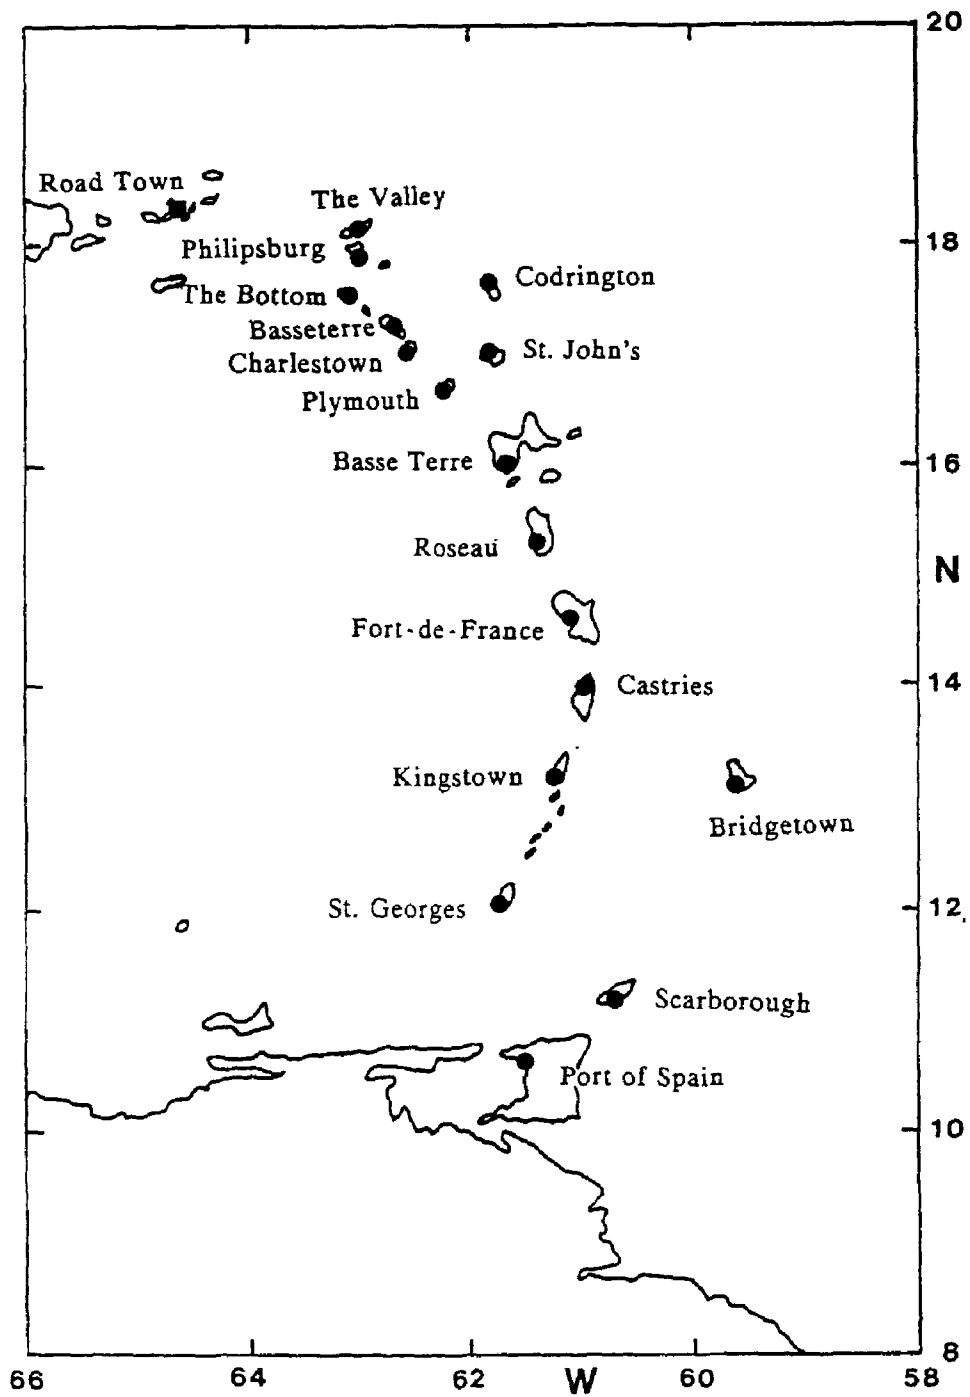 20
Road Town
The Valley
18
Philipsburg
Codrington
The Bottom
Basseterre
St. John's
Charlestown
Plymouth
16
Basse Terre
Roseau
N
Fort-de-France
14
Castries
Kingstown
Bridgetown
12
St. Georges
Scarborough
Port of Spain
10
8
66
64
62
W
60
58